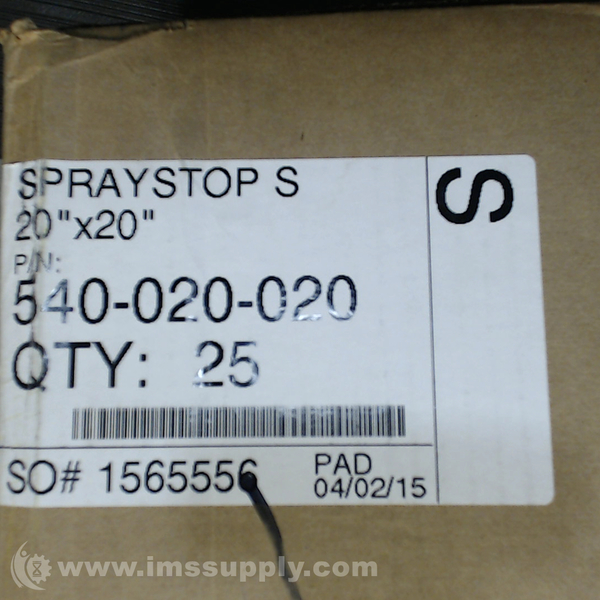 SPRAYSTOP S
20"x20"
P/N:
540-020-020
QTY: 25
SO# 1565556
PAD
04/02/15
S
www.imssupply.com